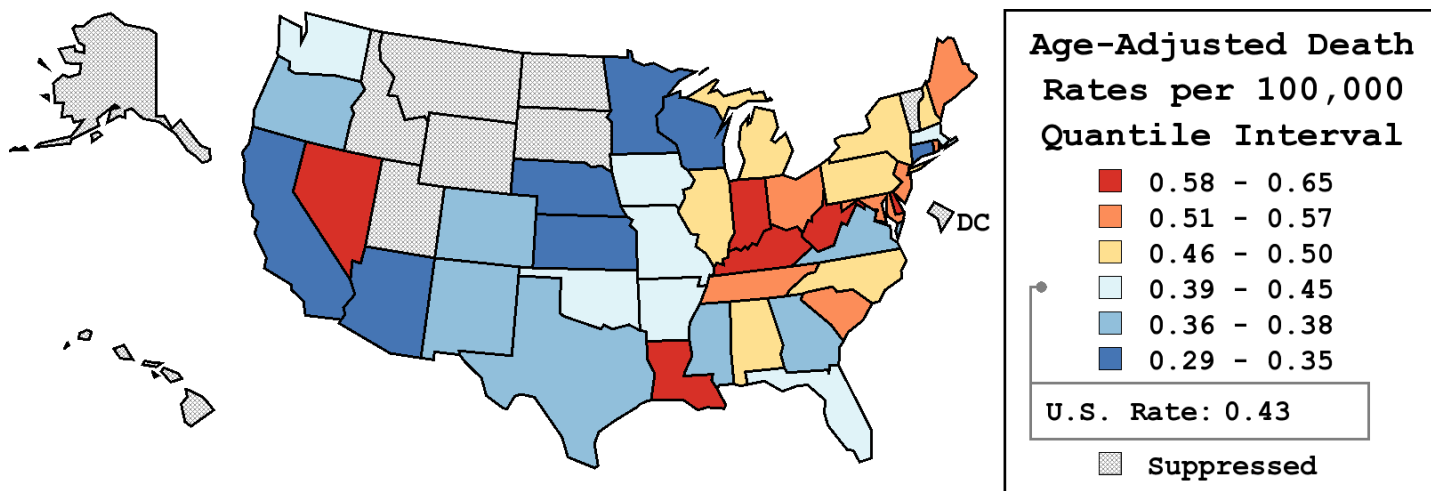 Age-Adjusted Death
Rates per 100,000
Quantile Interval
0.58 - 0.65
0.51 - 0.57
DC
0.46 - 0.50
0.39 - 0.45
0.36 - 0.38
0.29 - 0.35
U.S. Rate: 0.43
Suppressed